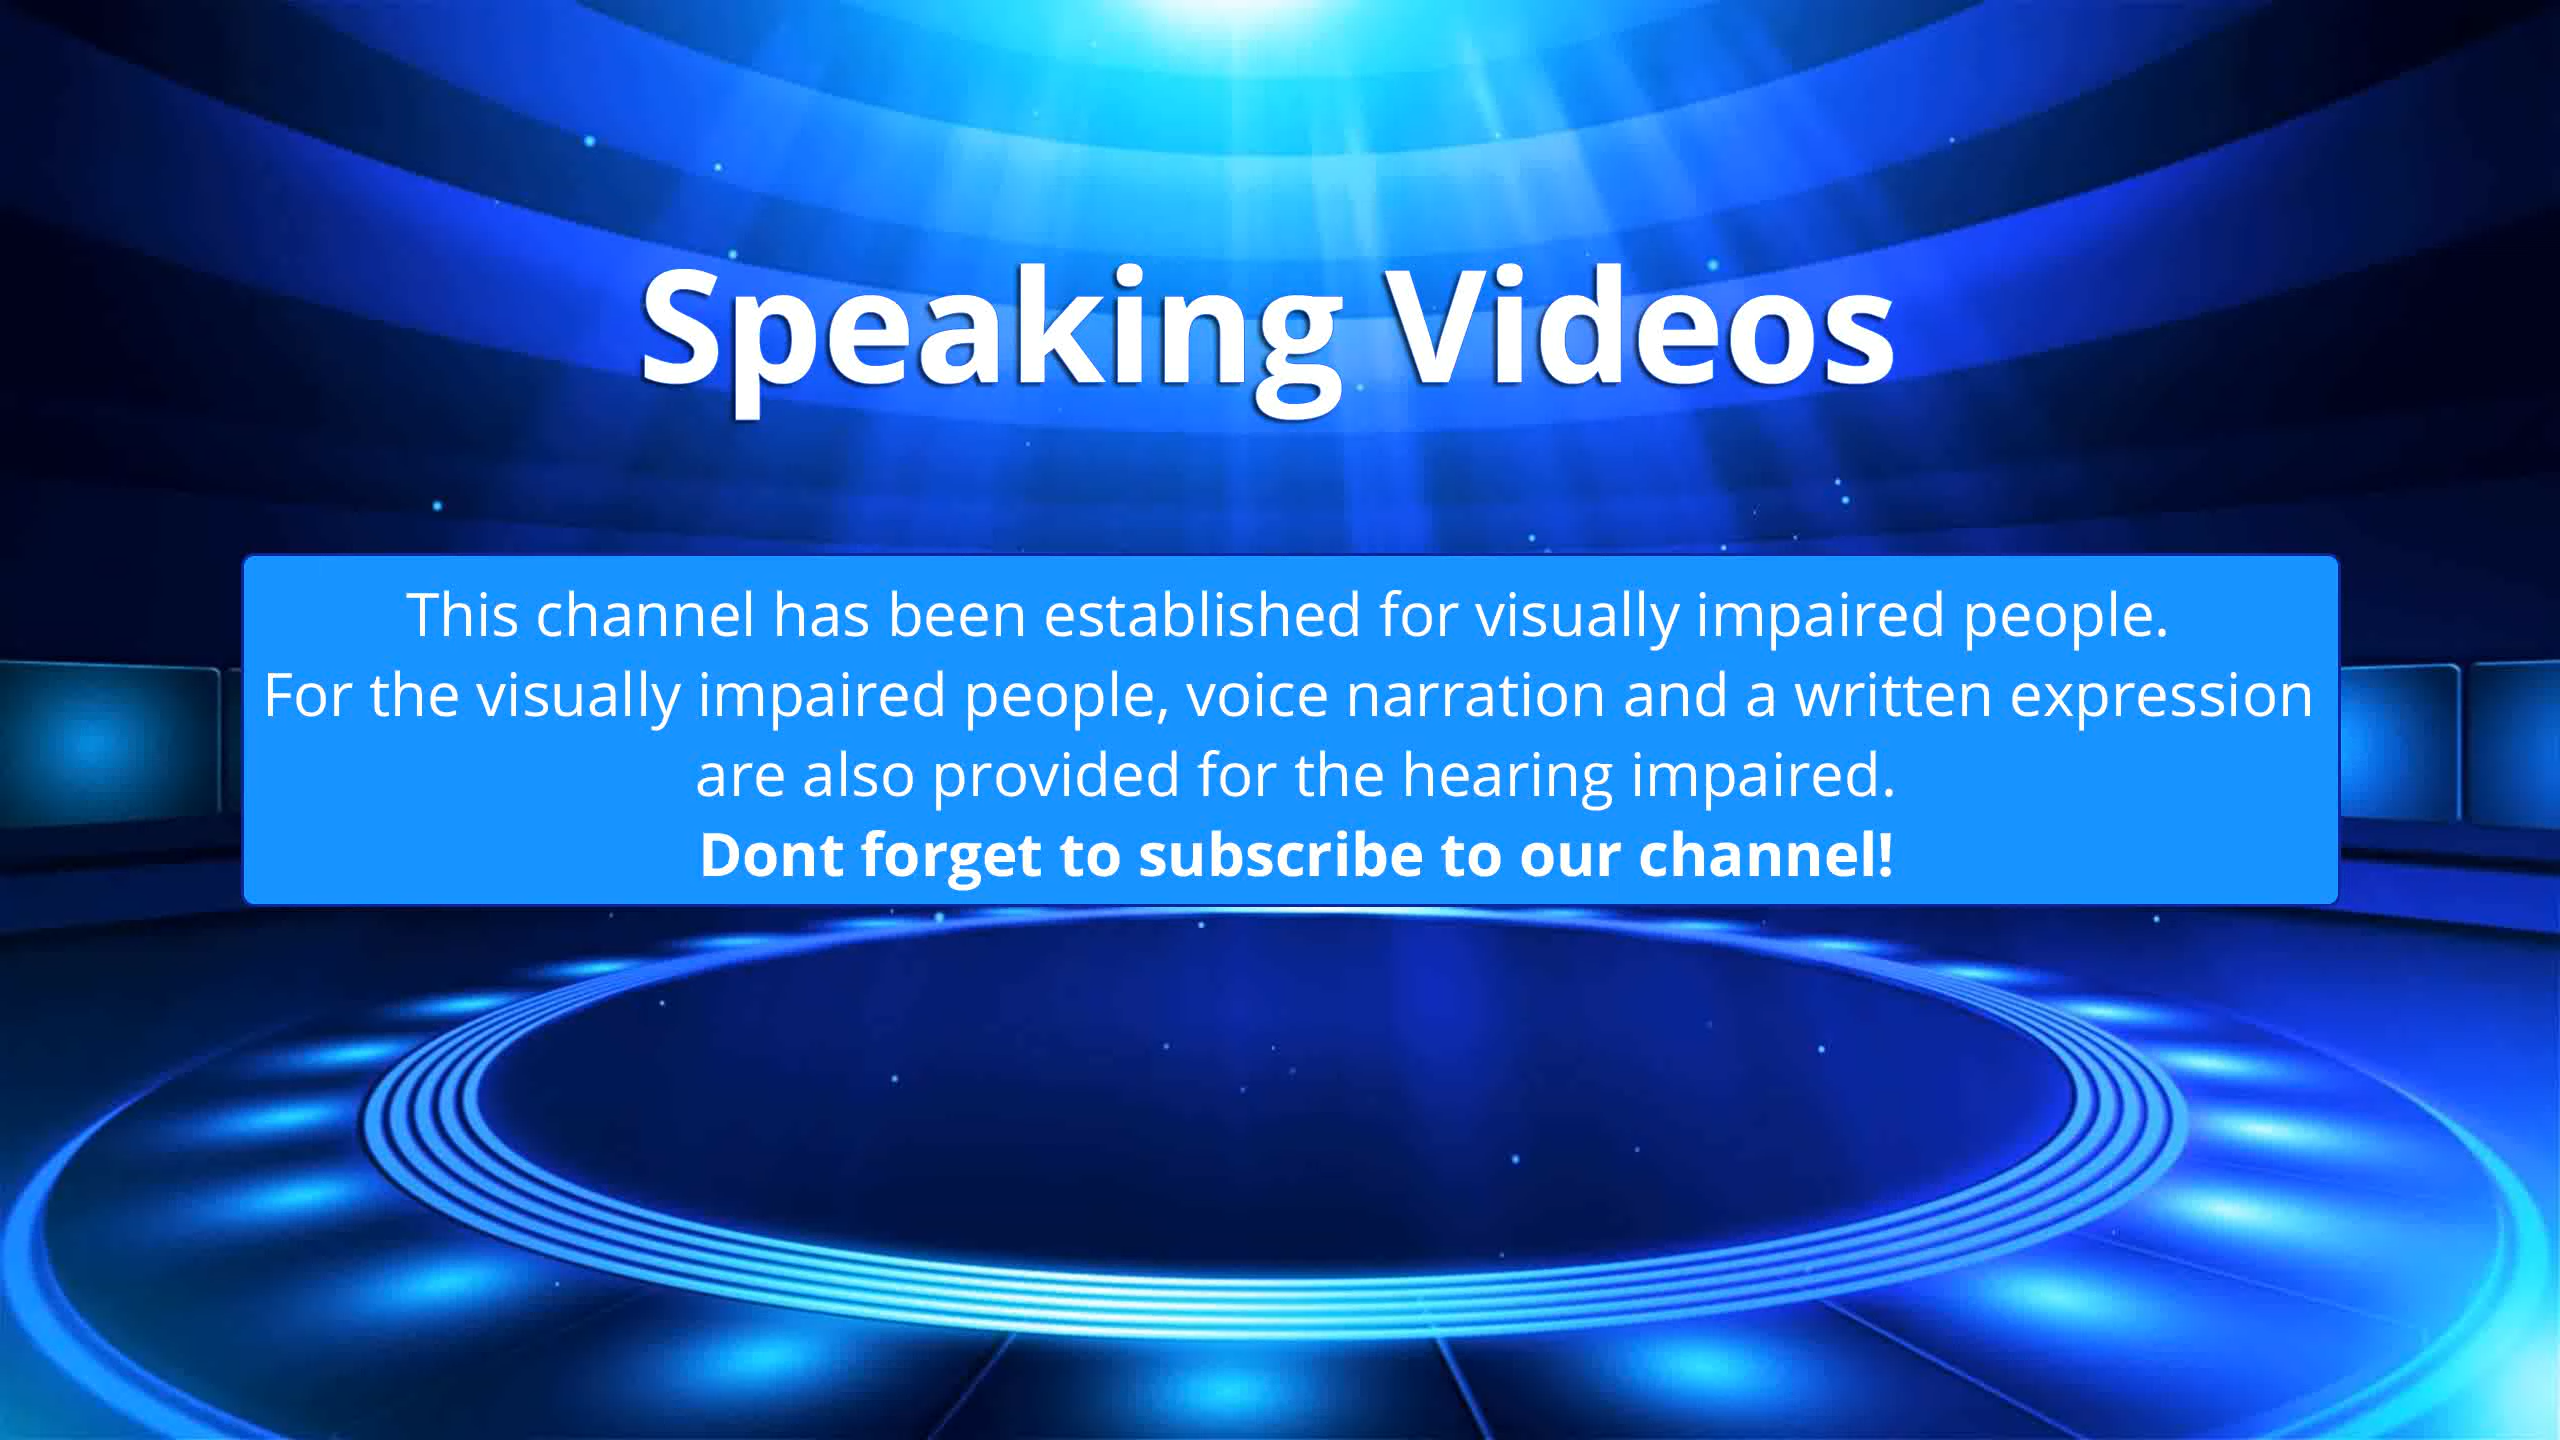 Speaking Videos
This channel has been established for visually impaired people.
For the visually impaired people, voice narration and a written expression
are also provided for the hearing impaired.
Dont forget to subscribe to our channel!